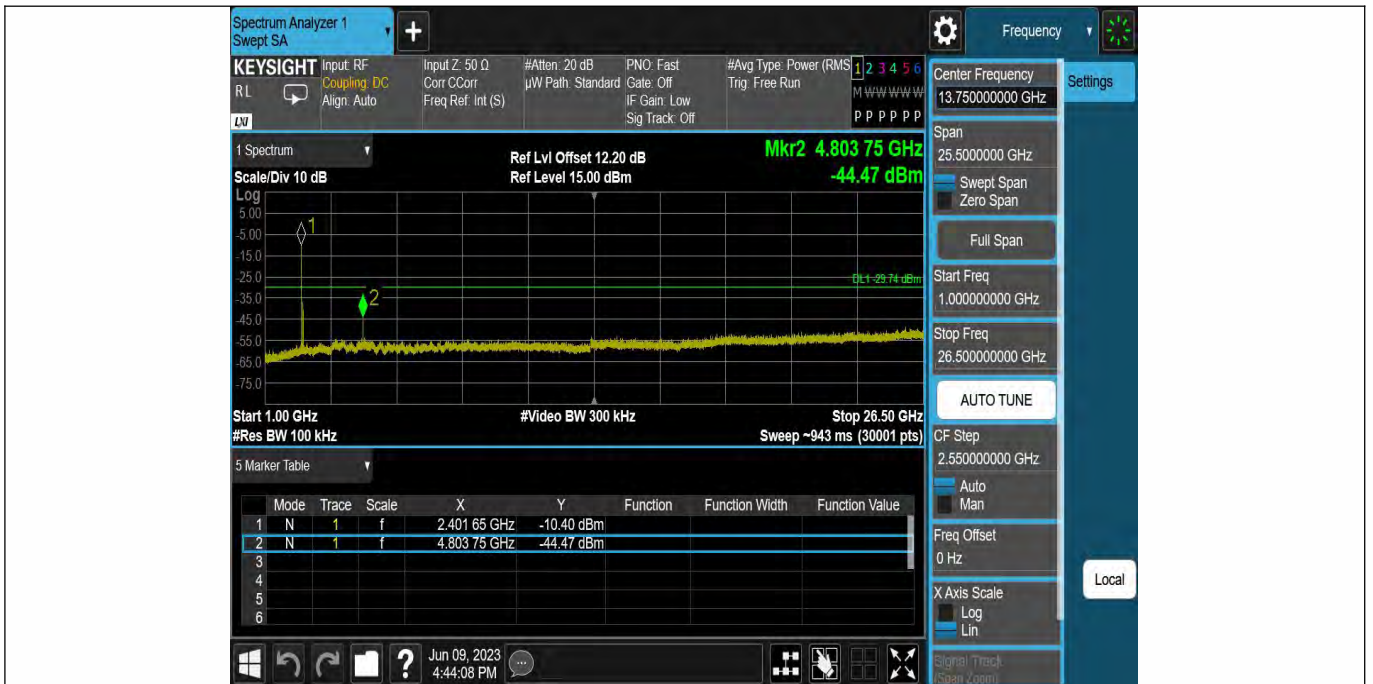 Spectrum Analyzer 1
Swept SA
+
Frequency
KEYSIGHT
RL
LXI
Input: RF
Coupling: DC
Align: Auto
Input Z: 50 Ω
Corr CCorr
Freq Ref: Int (S)
#Atten: 20 dB
µW Path: Standard
PNO: Fast
Gate: Off
IF Gain: Low
Sig Track: Off
#Avg Type: Power (RMS
Trig: Free Run
1 2 3 4 5 6
M W W W W W
P P P P P P
1 Spectrum
Scale/Div 10 dB
Ref Lvl Offset 12.20 dB
Ref Level 15.00 dBm
Mkr2 4.803 75 GHz
-44.47 dBm
Log
5.00
-5.00
-15.0
-25.0
-35.0
-45.0
-55.0
-65.0
-75.0
1
2
DL1 -29.74 dBm
Start 1.00 GHz
#Video BW 300 kHz
Stop 26.50 GHz
#Res BW 100 kHz
Sweep ~943 ms (30001 pts)
5 Marker Table
Mode Trace Scale X Y Function Function Width Function Value
1 N 1 f 2.401 65 GHz -10.40 dBm
2 N 1 f 4.803 75 GHz -44.47 dBm
3
4
5
6
?
Jun 09, 2023
4:44:08 PM
Center Frequency
13.750000000 GHz
Settings
Span
25.5000000 GHz
Swept Span
Zero Span
Full Span
Start Freq
1.000000000 GHz
Stop Freq
26.500000000 GHz
AUTO TUNE
CF Step
2.550000000 GHz
Auto
Man
Freq Offset
0 Hz
X Axis Scale
Log
Lin
Signal Track
(Span Zoom)
Local